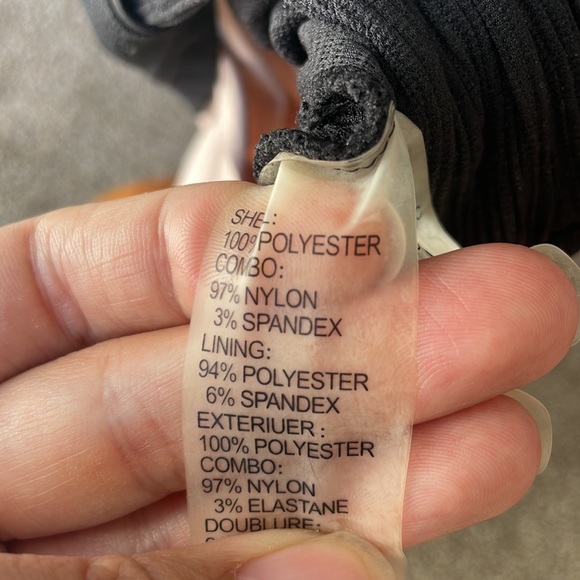 SHEL:
100% POLYESTER
COMBO:
97% NYLON
3% SPANDEX
LINING:
94% POLYESTER
6% SPANDEX
EXTERIUER :
100% POLYESTER
COMBO:
97% NYLON
3% ELASTANE
DOUBLURE: